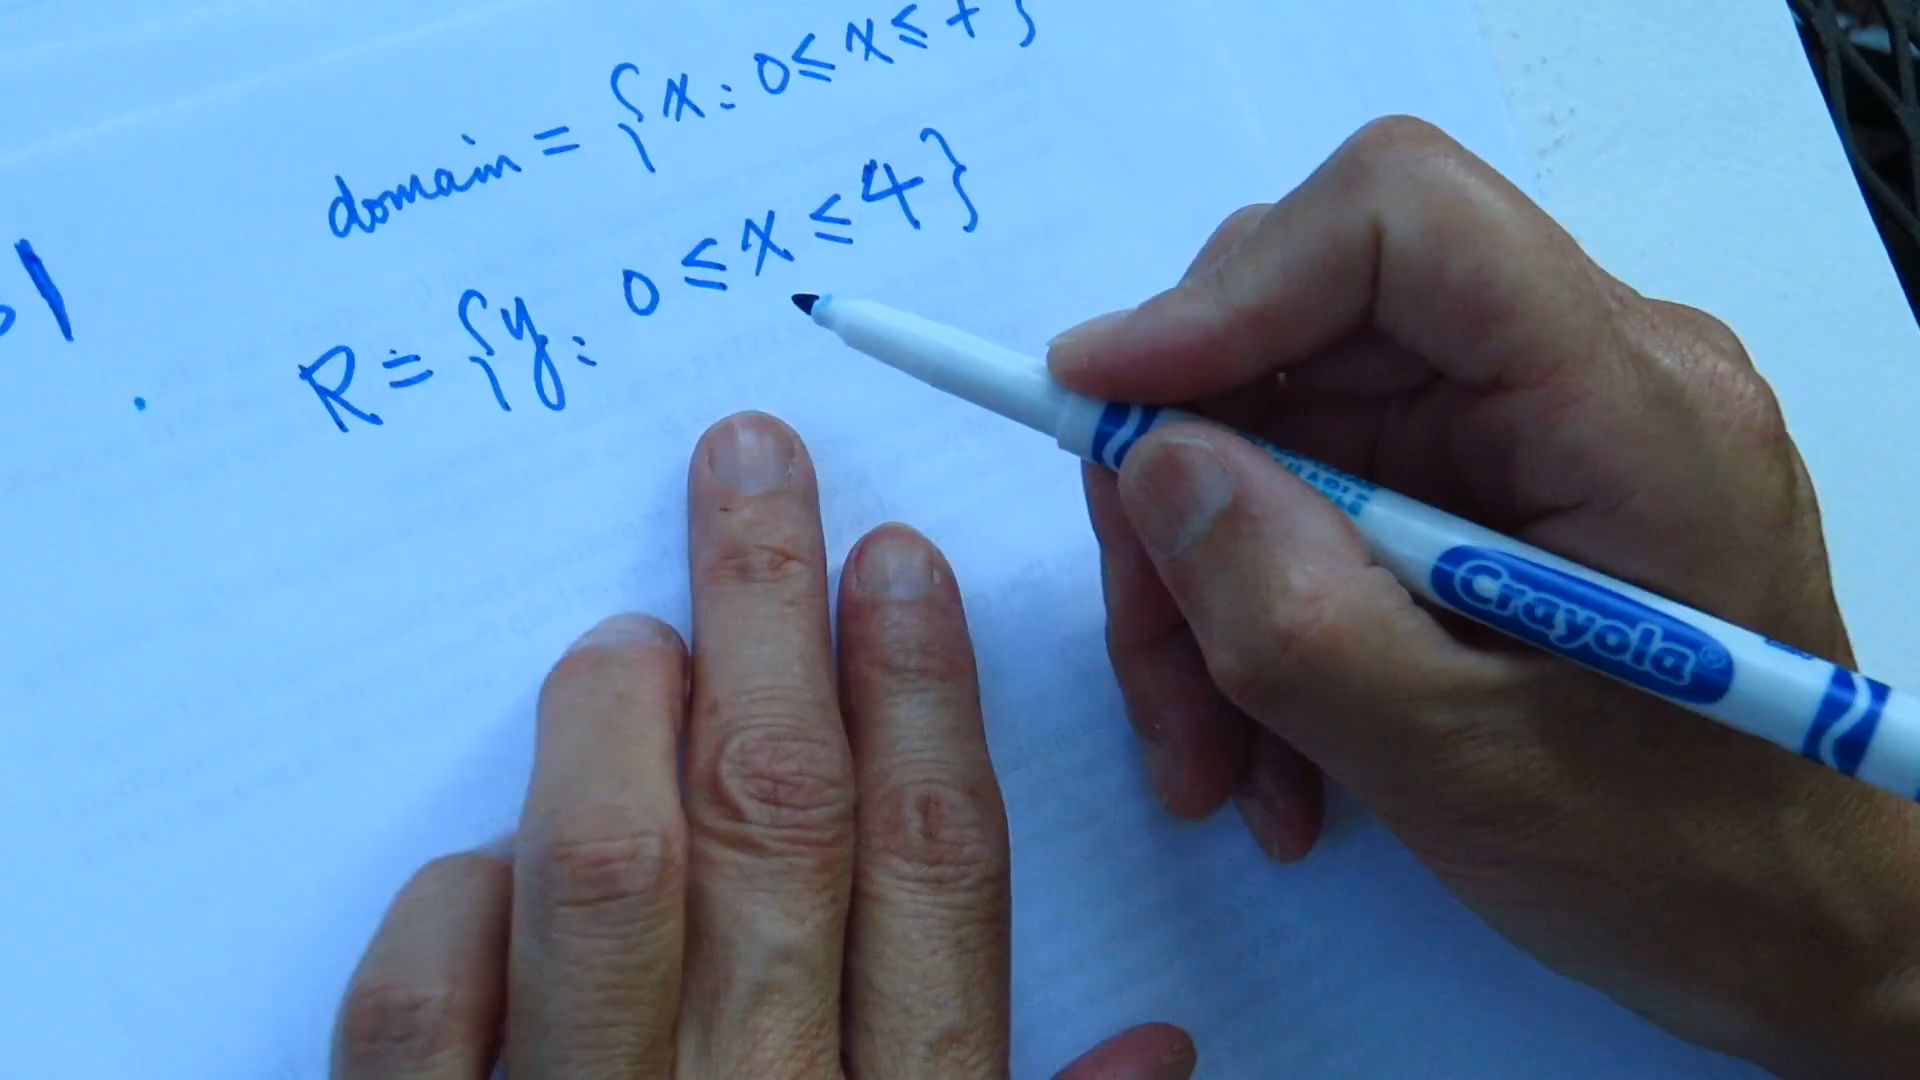 domain = {x: 0 ≤ x ≤ }
R = {y: 0 ≤ x ≤ 4}
Crayola